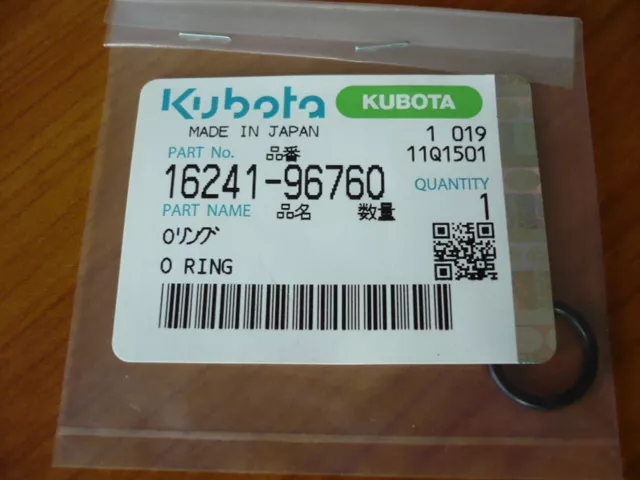 Kubota KUBOTA
MADE IN JAPAN 1 019
PART No. 品番 11Q1501
16241-96760 QUANTITY
PART NAME 品名 数量 1
Oリング
O RING